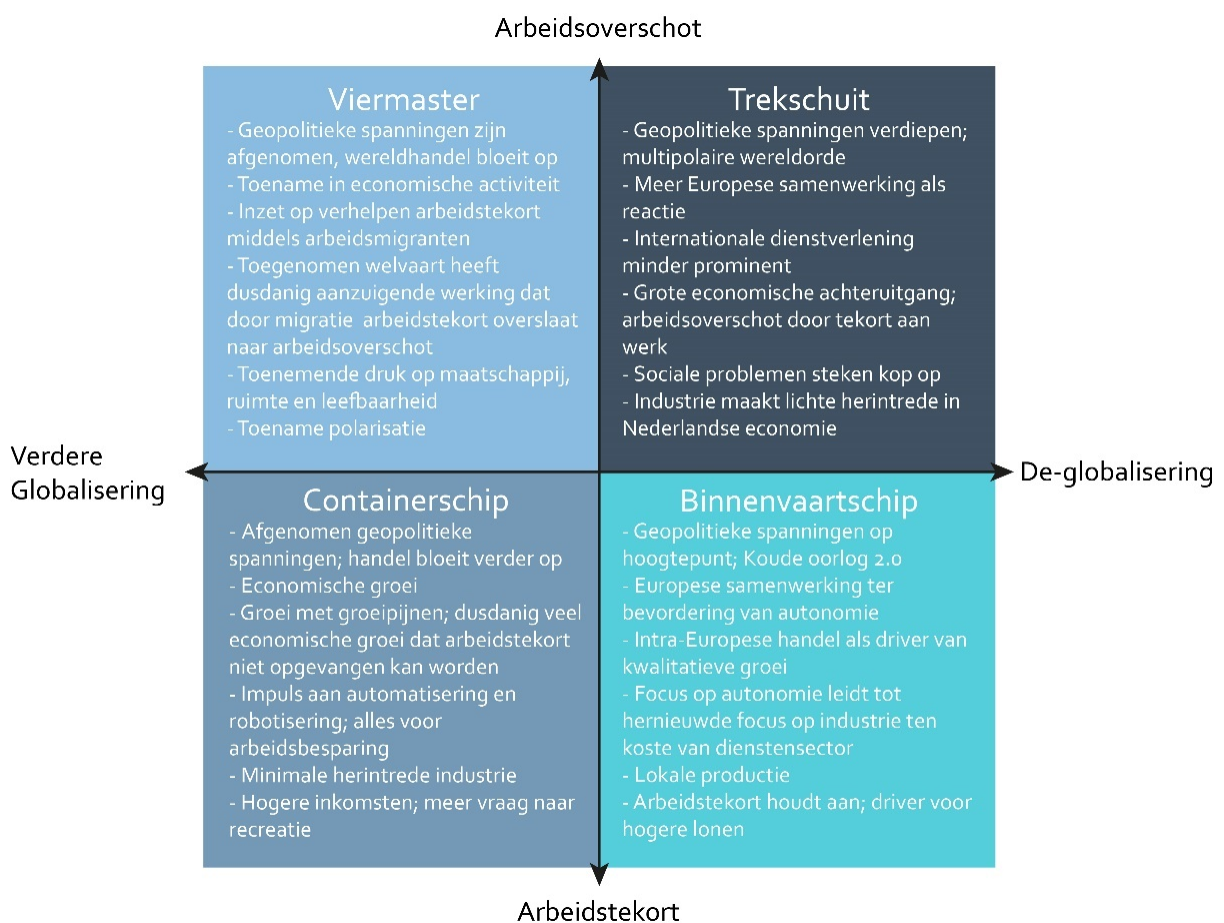 Arbeidsoverschot
Viermaster
- Geopolitieke spanningen zijn
afgenomen, wereldhandel bloeit op
- Toename in economische activiteit
- Inzet op verhelpen arbeidstekort
middels arbeidsmigranten
- Toegenomen welvaart heeft
dusdanig aanzuigende werking dat
door migratie arbeidstekort overslaat
naar arbeidsoverschot
- Toenemende druk op maatschappij,
ruimte en leefbaarheid
- Toename polarisatie
Trekschuit
- Geopolitieke spanningen verdiepen;
multipolaire wereldorde
- Meer Europese samenwerking als
reactie
- Internationale dienstverlening
minder prominent
- Grote economische achteruitgang;
arbeidsoverschot door tekort aan
werk
- Sociale problemen steken kop op
- Industrie maakt lichte herintrede in
Nederlandse economie
Verdere
Globalisering
De-globalisering
Containerschip
- Afgenomen geopolitieke
spanningen; handel bloeit verder op
- Economische groei
- Groei met groeipijnen; dusdanig veel
economische groei dat arbeidstekort
niet opgevangen kan worden
- Impuls aan automatisering en
robotisering; alles voor
arbeidsbesparing
- Minimale herintrede industrie
- Hogere inkomsten; meer vraag naar
recreatie
Binnenvaartschip
- Geopolitieke spanningen op
hoogtepunt; Koude oorlog 2.0
- Europese samenwerking ter
bevordering van autonomie
- Intra-Europese handel als driver van
kwalitatieve groei
- Focus op autonomie leidt tot
hernieuwde focus op industrie ten
koste van dienstensector
- Lokale productie
- Arbeidstekort houdt aan; driver voor
hogere lonen
Arbeidstekort